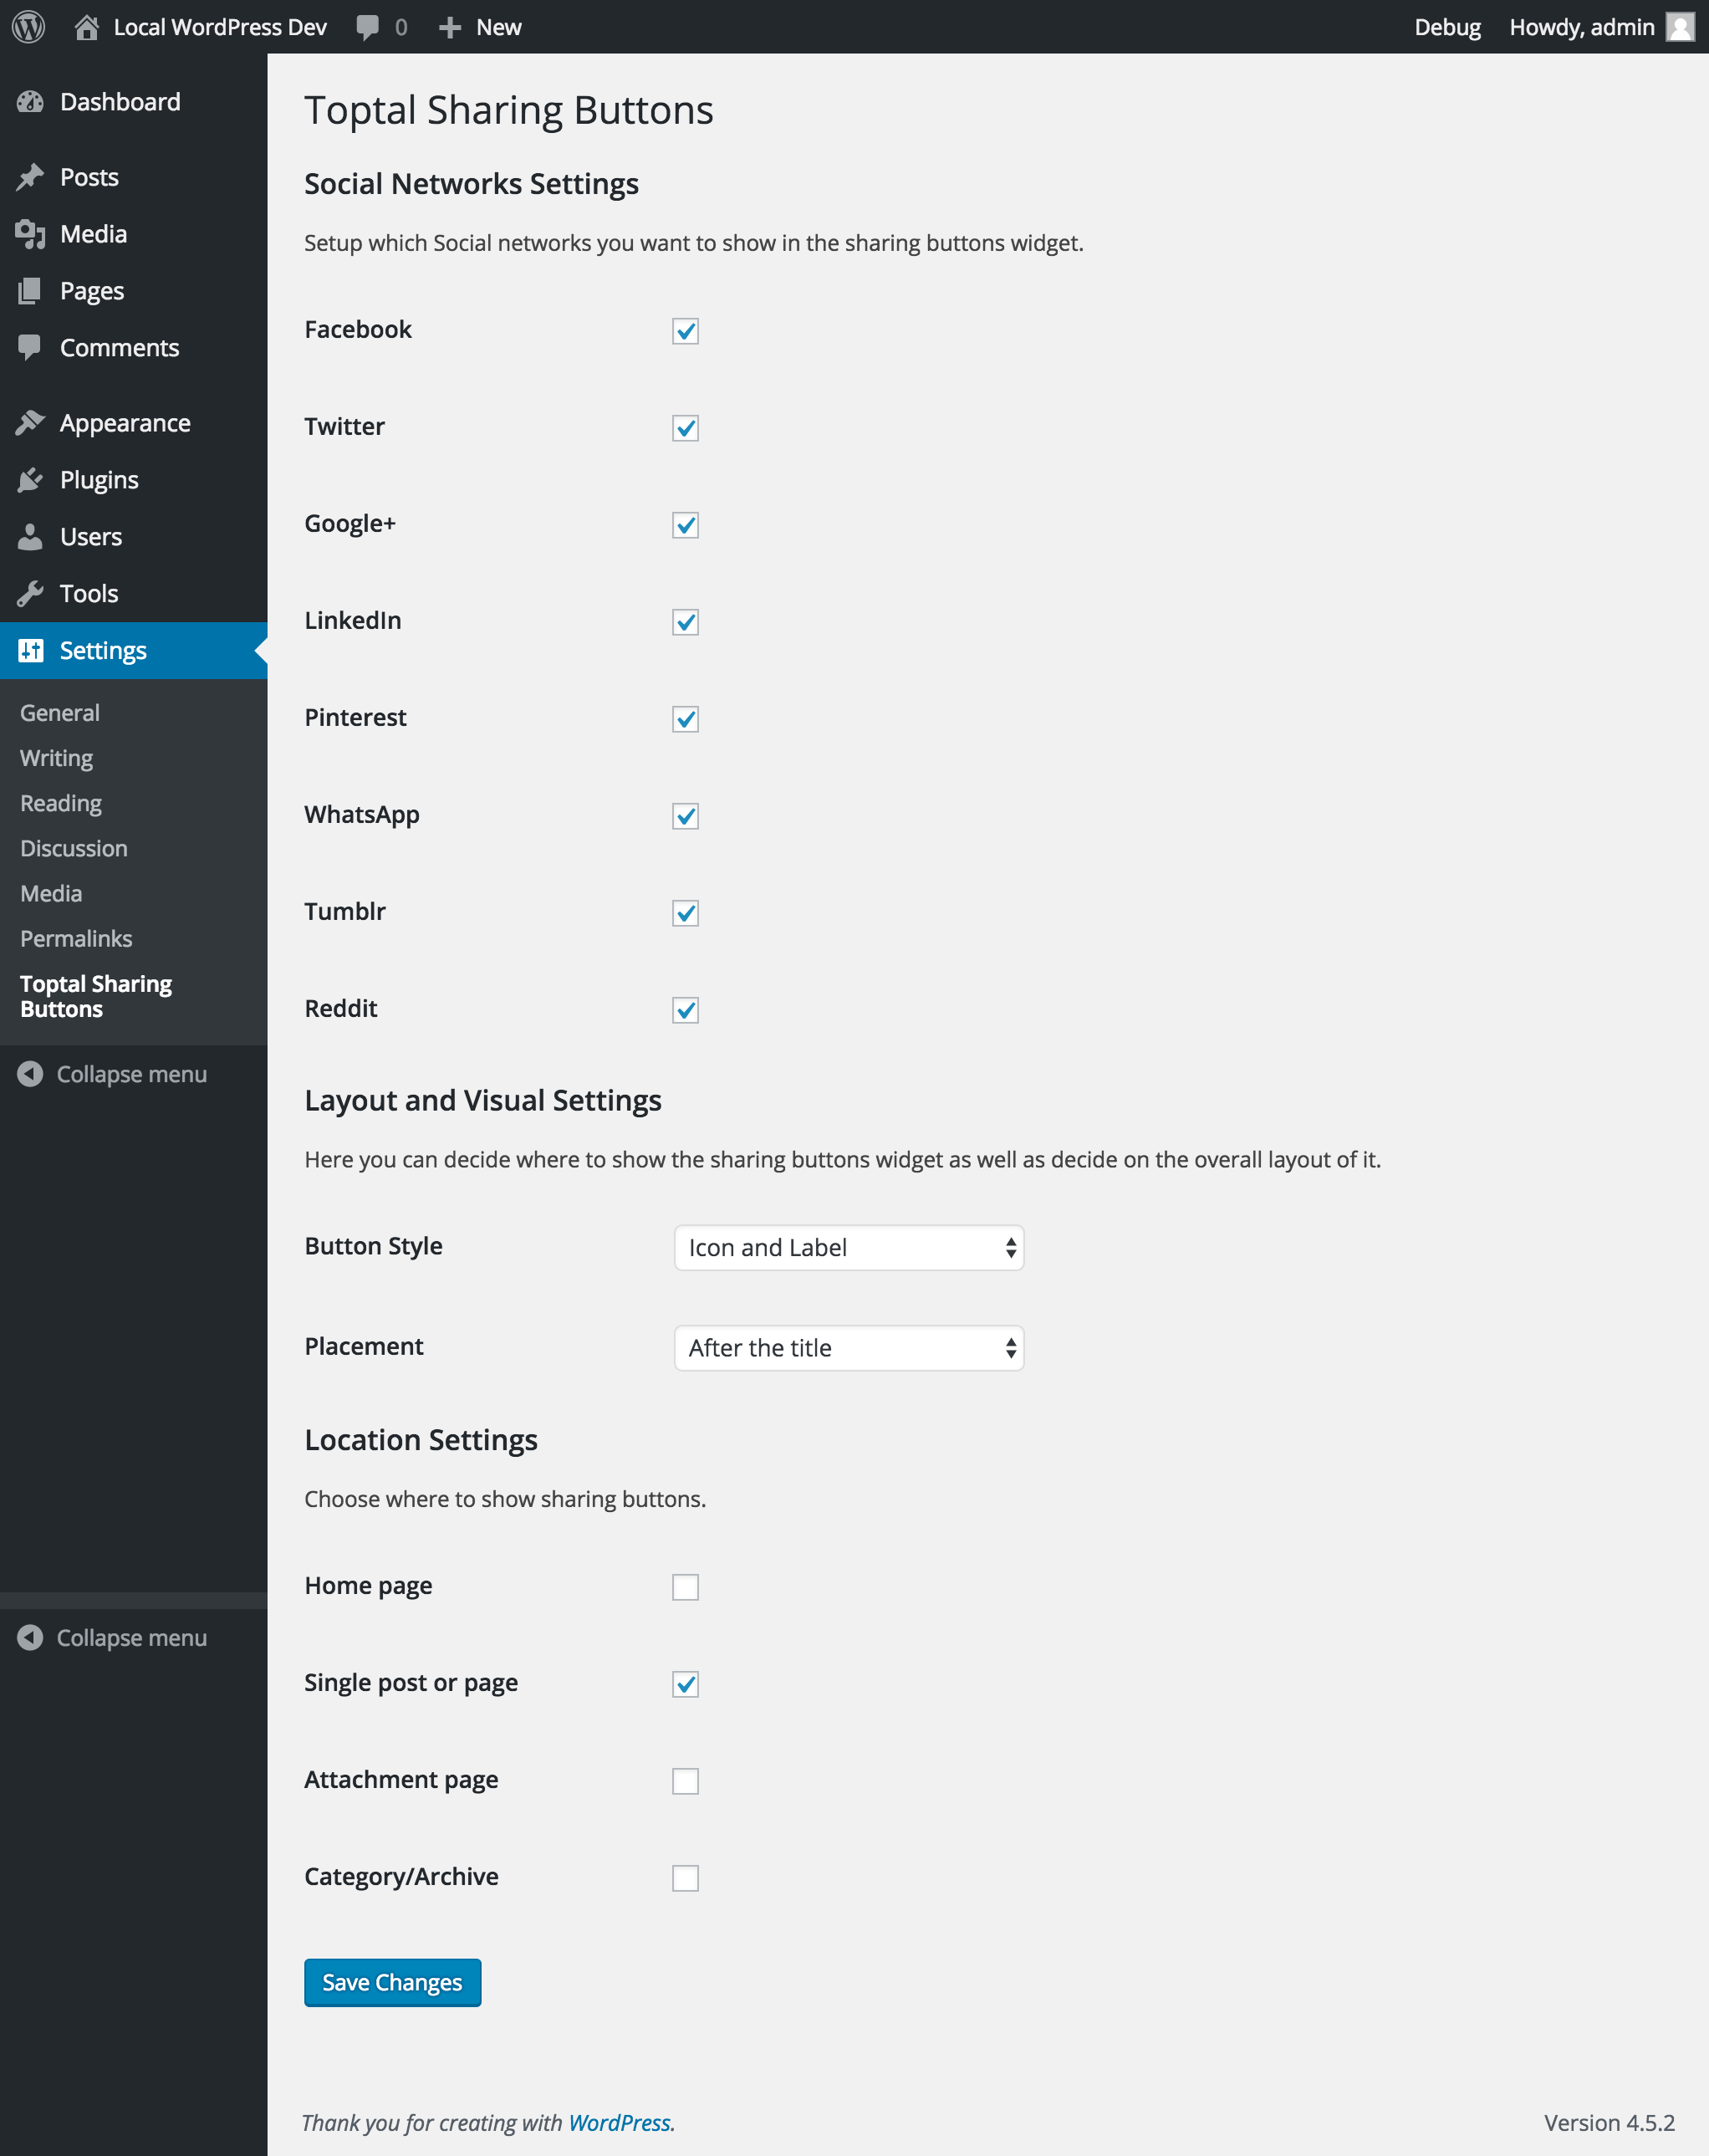 Local WordPress Dev 0 New Debug Howdy, admin
Dashboard
Posts
Media
Pages
Comments
Appearance
Plugins
Users
Tools
Settings
General
Writing
Reading
Discussion
Media
Permalinks
Toptal Sharing
Buttons
Collapse menu
Collapse menu
Toptal Sharing Buttons
Social Networks Settings
Setup which Social networks you want to show in the sharing buttons widget.
Facebook
Twitter
Google+
LinkedIn
Pinterest
WhatsApp
Tumblr
Reddit
Layout and Visual Settings
Here you can decide where to show the sharing buttons widget as well as decide on the overall layout of it.
Button Style Icon and Label
Placement After the title
Location Settings
Choose where to show sharing buttons.
Home page
Single post or page
Attachment page
Category/Archive
Save Changes
Thank you for creating with WordPress. Version 4.5.2